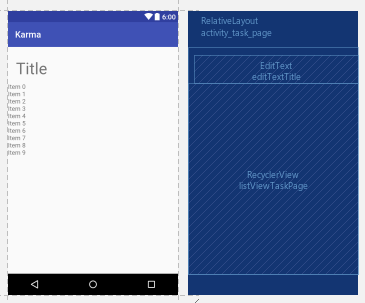 6:00
Karma
Title
Item 0
Item 1
Item 2
Item 3
Item 4
Item 5
Item 6
Item 7
Item 8
Item 9
RelativeLayout
activity_task_page
EditText
editTextTitle
RecyclerView
listViewTaskPage